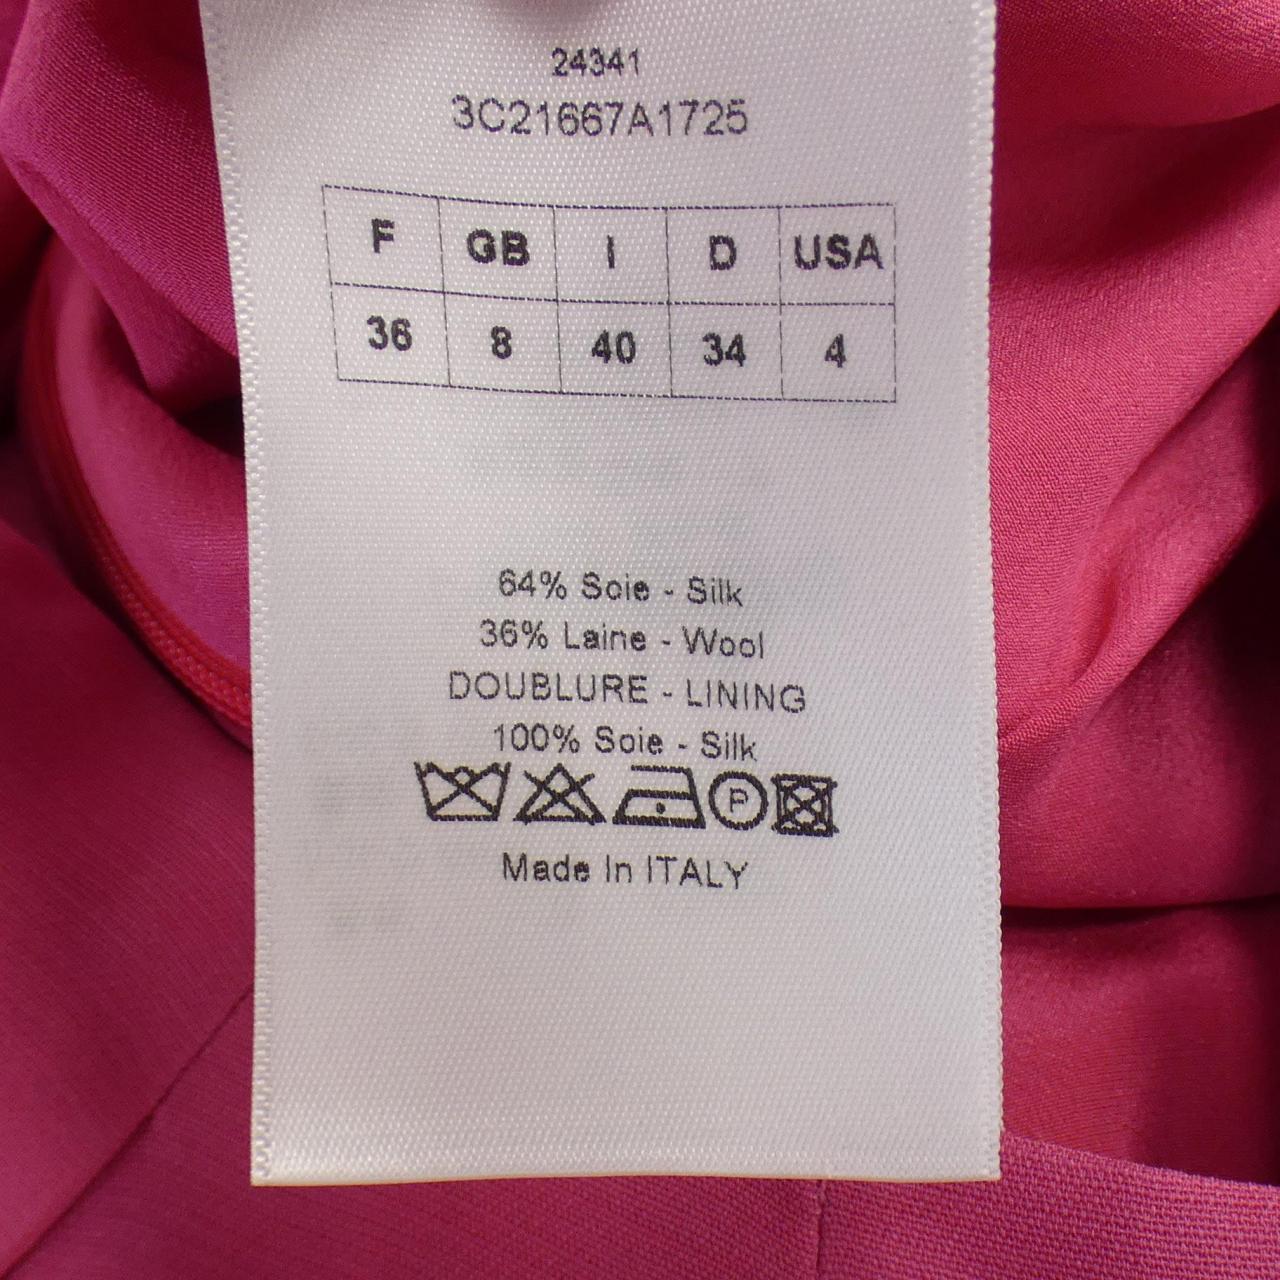 24341
3C21667A1725
F GB I D USA
36 8 40 34 4
64% Soie - Silk
36% Laine - Wool
DOUBLURE - LINING
100% Soie - Silk
P
Made In ITALY